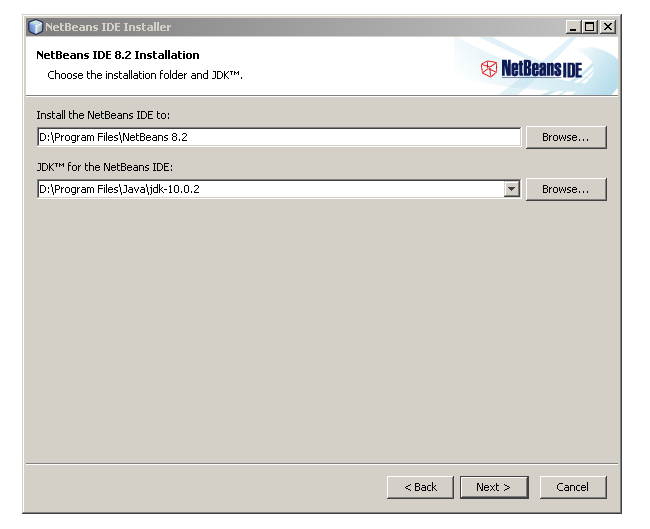 NetBeans IDE Installer
NetBeans IDE 8.2 Installation
Choose the installation folder and JDK™.
NetBeans IDE
Install the NetBeans IDE to:
D:\Program Files\NetBeans 8.2
Browse...
JDK™ for the NetBeans IDE:
D:\Program Files\Java\jdk-10.0.2
Browse...
< Back
Next >
Cancel